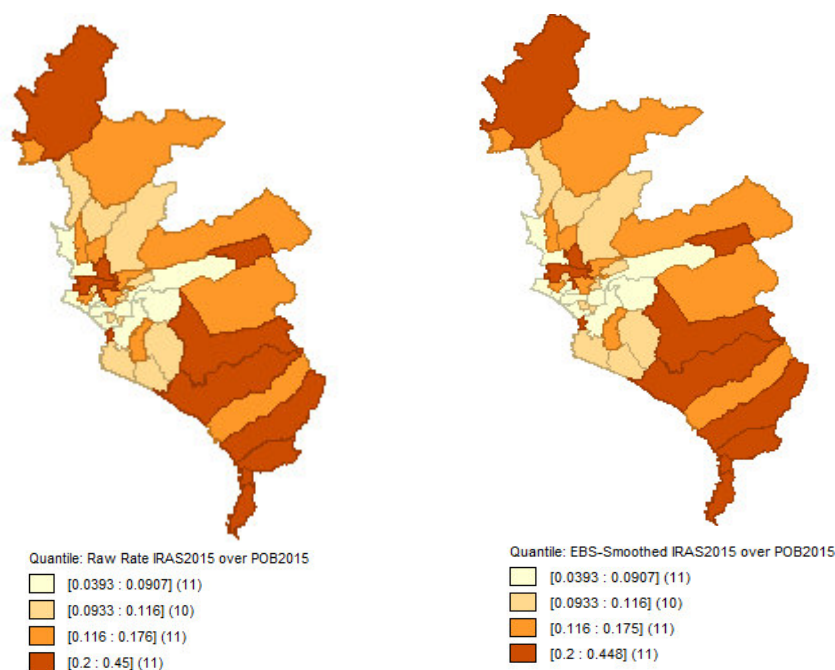 Quantile: Raw Rate IRAS2015 over POB2015
[0.0393 : 0.0907] (11)
[0.0933 : 0.116] (10)
[0.116 : 0.176] (11)
[0.2 : 0.45] (11)
Quantile: EBS-Smoothed IRAS2015 over POB2015
[0.0393 : 0.0907] (11)
[0.0933 : 0.116] (10)
[0.116 : 0.175] (11)
[0.2 : 0.448] (11)